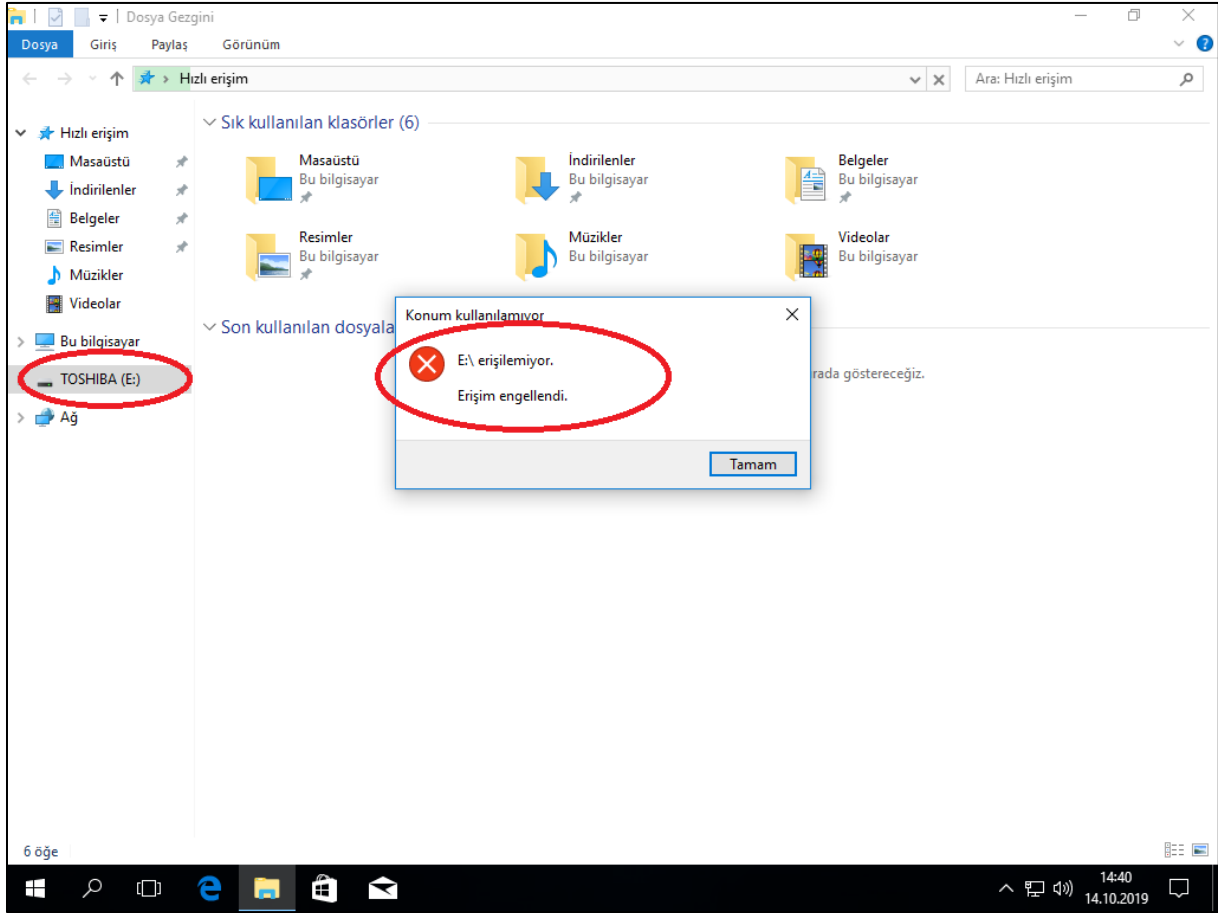 Dosya Gezgini
Dosya Giriş Paylaş Görünüm
Hızlı erişim
Ara: Hızlı erişim
Hızlı erişim
Masaüstü
İndirilenler
Belgeler
Resimler
Müzikler
Videolar
Bu bilgisayar
TOSHIBA (E:)
Ağ
Sık kullanılan klasörler (6)
Masaüstü
Bu bilgisayar
İndirilenler
Bu bilgisayar
Belgeler
Bu bilgisayar
Resimler
Bu bilgisayar
Müzikler
Bu bilgisayar
Videolar
Bu bilgisayar
Son kullanılan dosyala
göstereceğiz.
Konum kullanılamıyor
E:\ erişilemiyor.
Erişim engellendi.
Tamam
6 öğe
14:40
14.10.2019